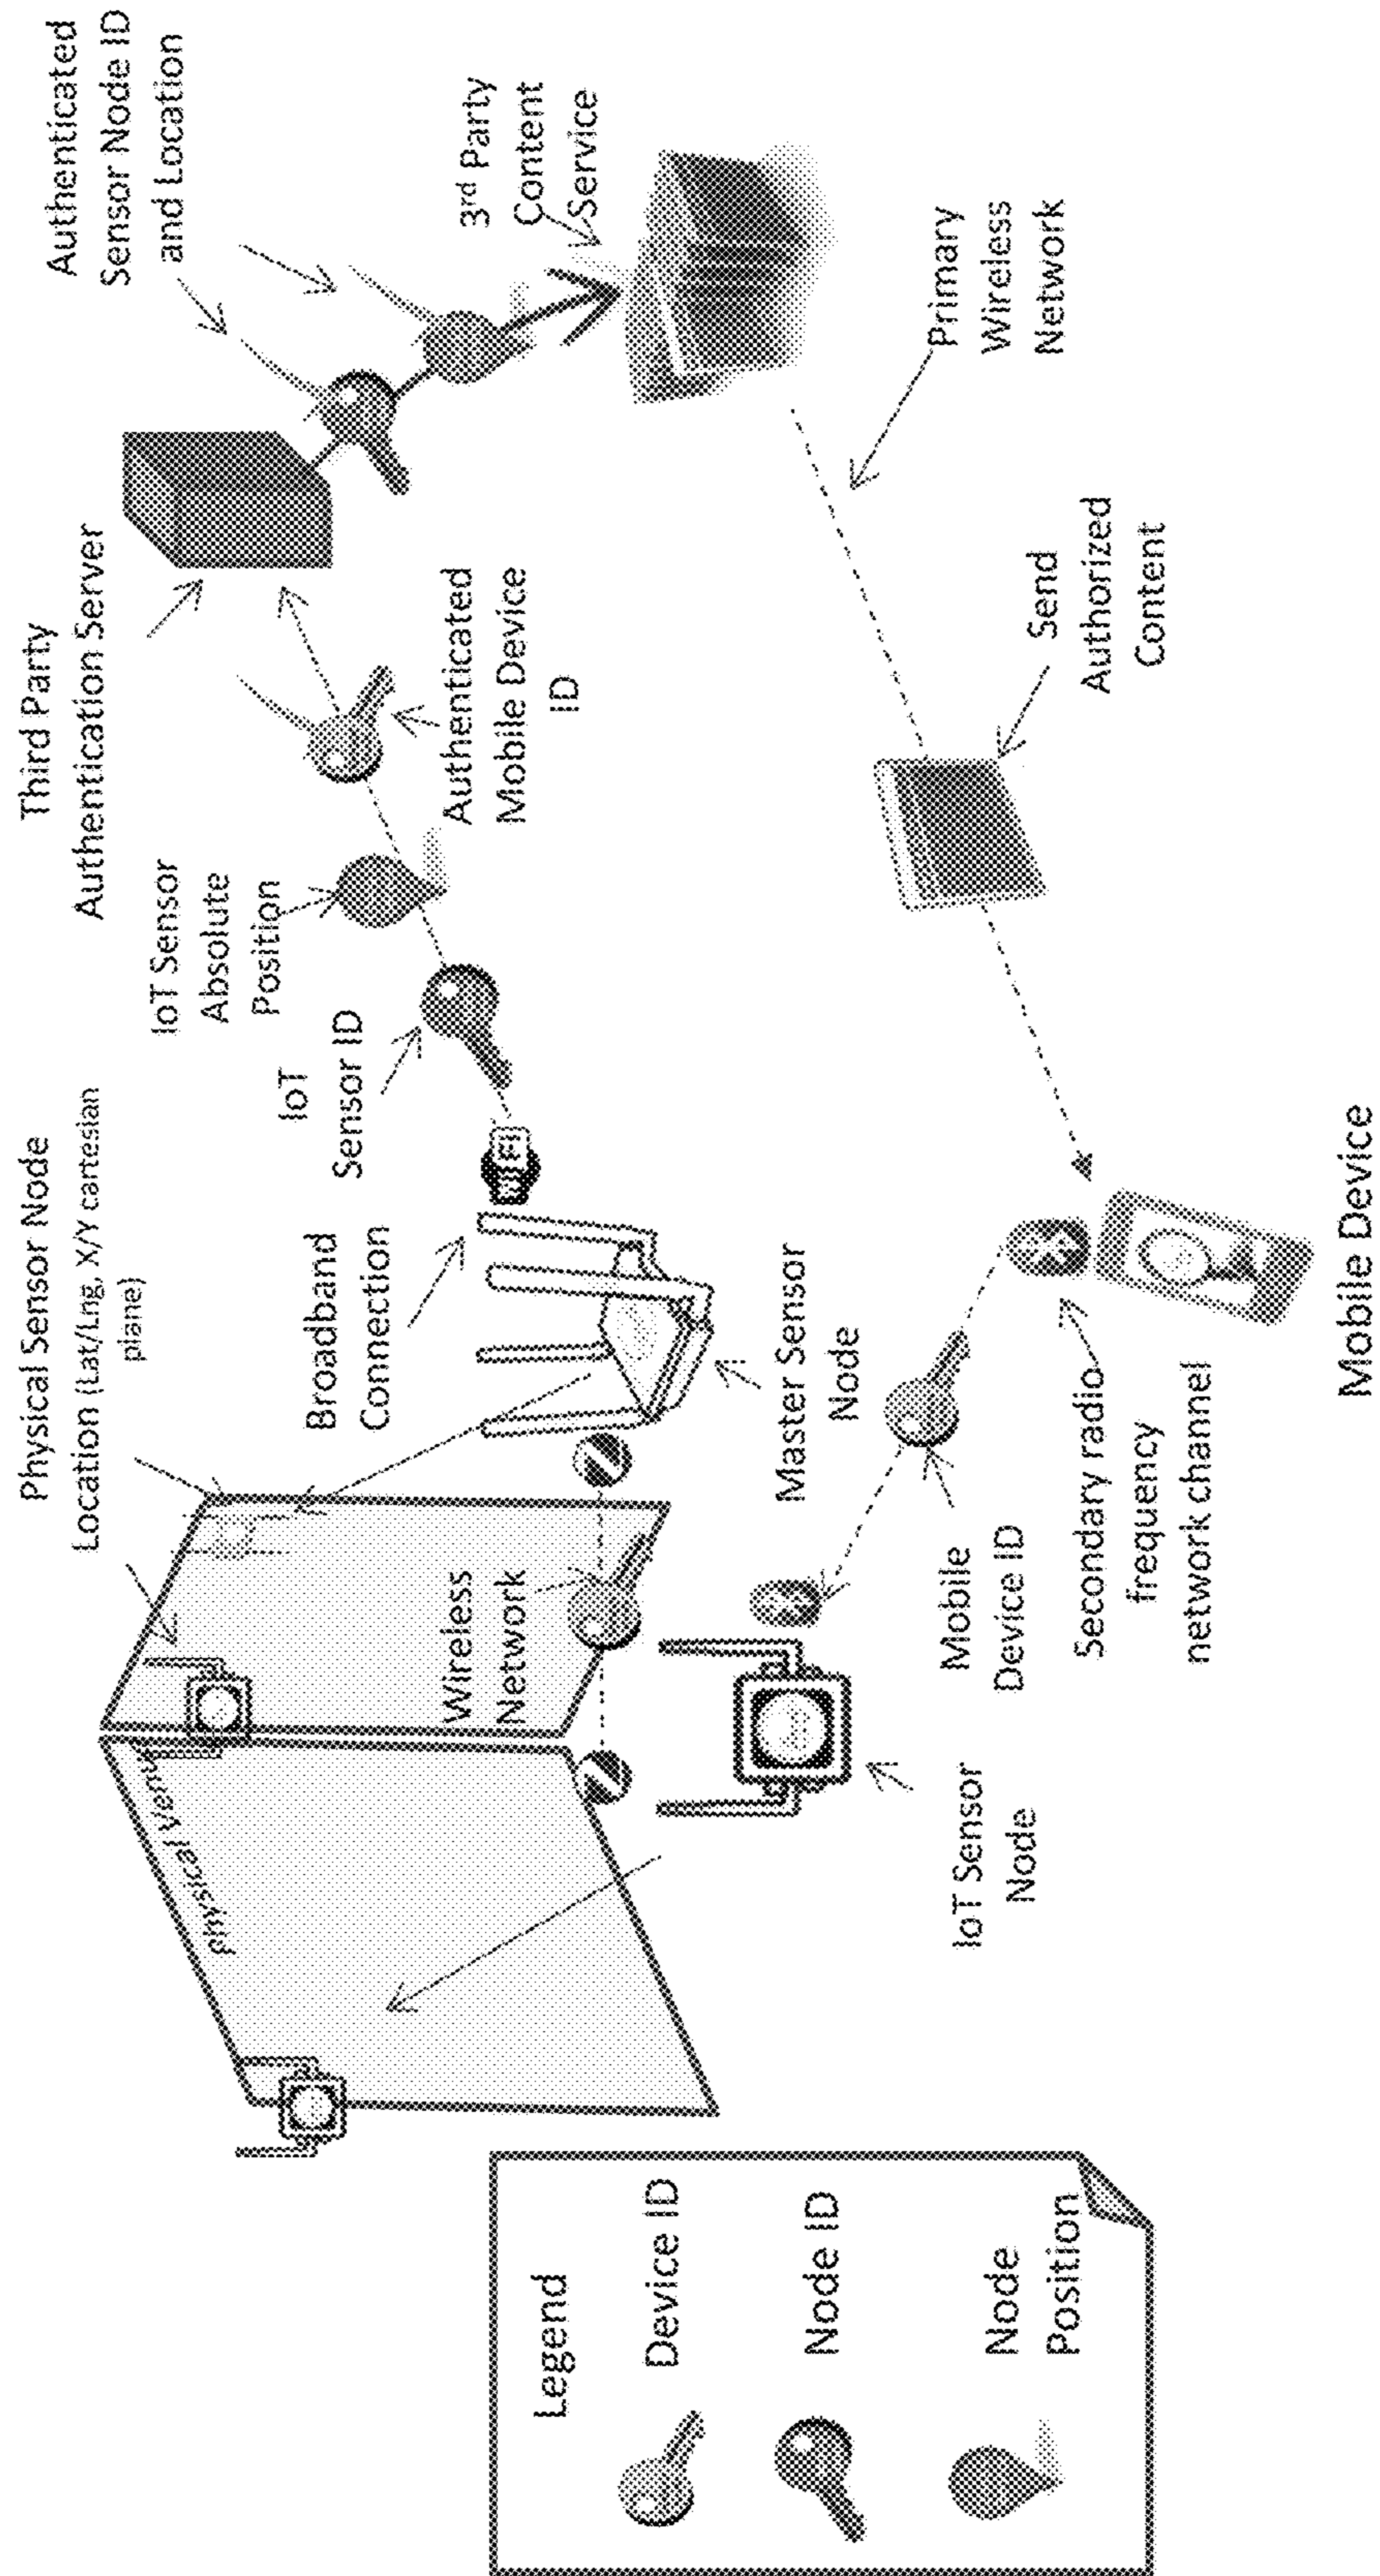 Physical Sensor Node
Location (Lat/Lng, X/Y cartesian
plane)
Third Party
Authentication Server
Authenticated
Sensor Node ID
and Location
IoT Sensor
Absolute
Position
IoT
Sensor ID
Broadband
Connection
WI FI
Authenticated
Mobile Device
ID
3rd Party
Content
Service
physical Venue
Wireless
Network
Master Sensor
Node
Primary
Wireless
Network
Send
Authorized
Content
IoT Sensor
Node
Mobile
Device ID
Secondary radio
frequency
network channel
Mobile Device
Legend
Device ID
Node ID
Node
Position